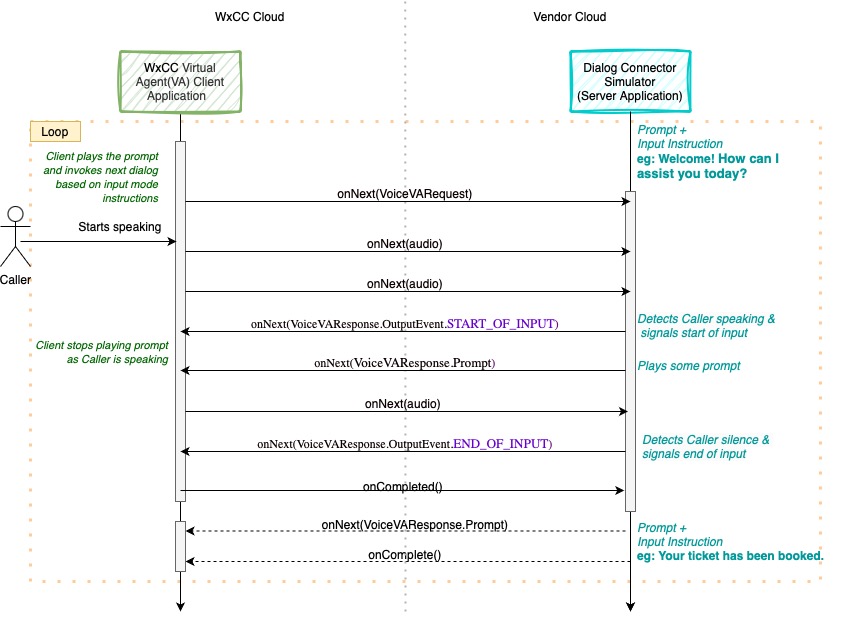 WxCC Cloud
Vendor Cloud
WxCC Virtual
Agent(VA) Client
Application
Dialog Connector
Simulator
(Server Application)
Loop
Prompt +
Input Instruction
eg: Welcome! How can I
assist you today?
Client plays the prompt
and invokes next dialog
based on input mode
instructions
onNext(VoiceVARequest)
Starts speaking
Caller
onNext(audio)
onNext(audio)
onNext(VoiceVAResponse.OutputEvent.START_OF_INPUT)
Detects Caller speaking &
signals start of input
Client stops playing prompt
as Caller is speaking
onNext(VoiceVAResponse.Prompt)
Plays some prompt
onNext(audio)
onNext(VoiceVAResponse.OutputEvent.END_OF_INPUT)
Detects Caller silence &
signals end of input
onCompleted()
onNext(VoiceVAResponse.Prompt)
Prompt +
Input Instruction
eg: Your ticket has been booked.
onComplete()